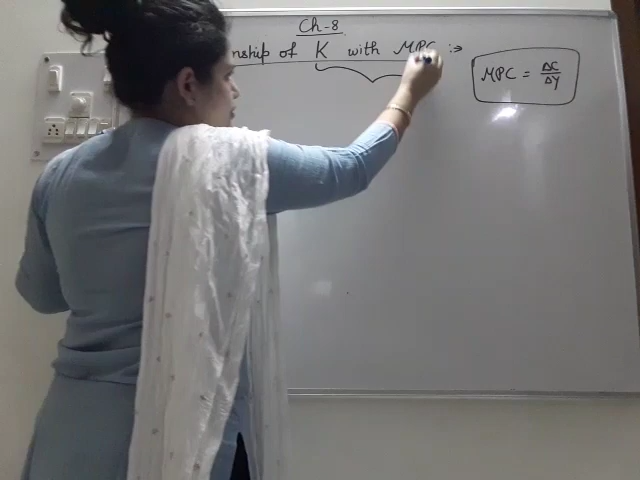 Ch-8
nship of K with MPC :→
MPC = ΔC/ΔY